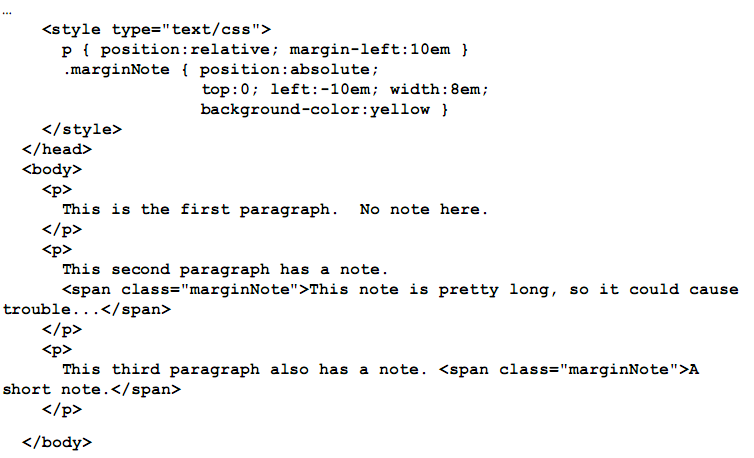 …
<style type="text/css">
p { position:relative; margin-left:10em }
.marginNote { position:absolute;
top:0; left:-10em; width:8em;
background-color:yellow }
</style>
</head>
<body>
<p>
This is the first paragraph.  No note here.
</p>
<p>
This second paragraph has a note.
<span class="marginNote">This note is pretty long, so it could cause
trouble...</span>
</p>
<p>
This third paragraph also has a note. <span class="marginNote">A
short note.</span>
</p>
</body>